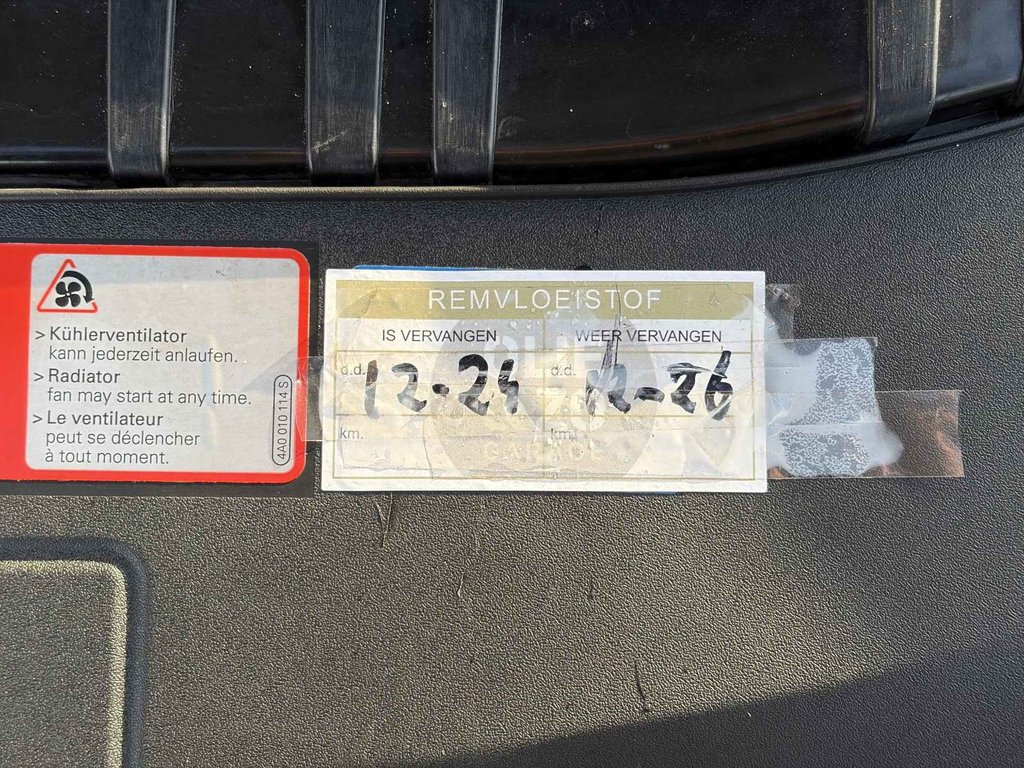 > Kühlerventilator
kann jederzeit anlaufen.
> Radiator
fan may start at any time.
> Le ventilateur
peut se déclencher
à tout moment.
4A0 010 114 S
REMVLOEISTOF
IS VERVANGEN WEER VERVANGEN
d.d. 12-24 d.d. 12-26
km. km.
GARAGE